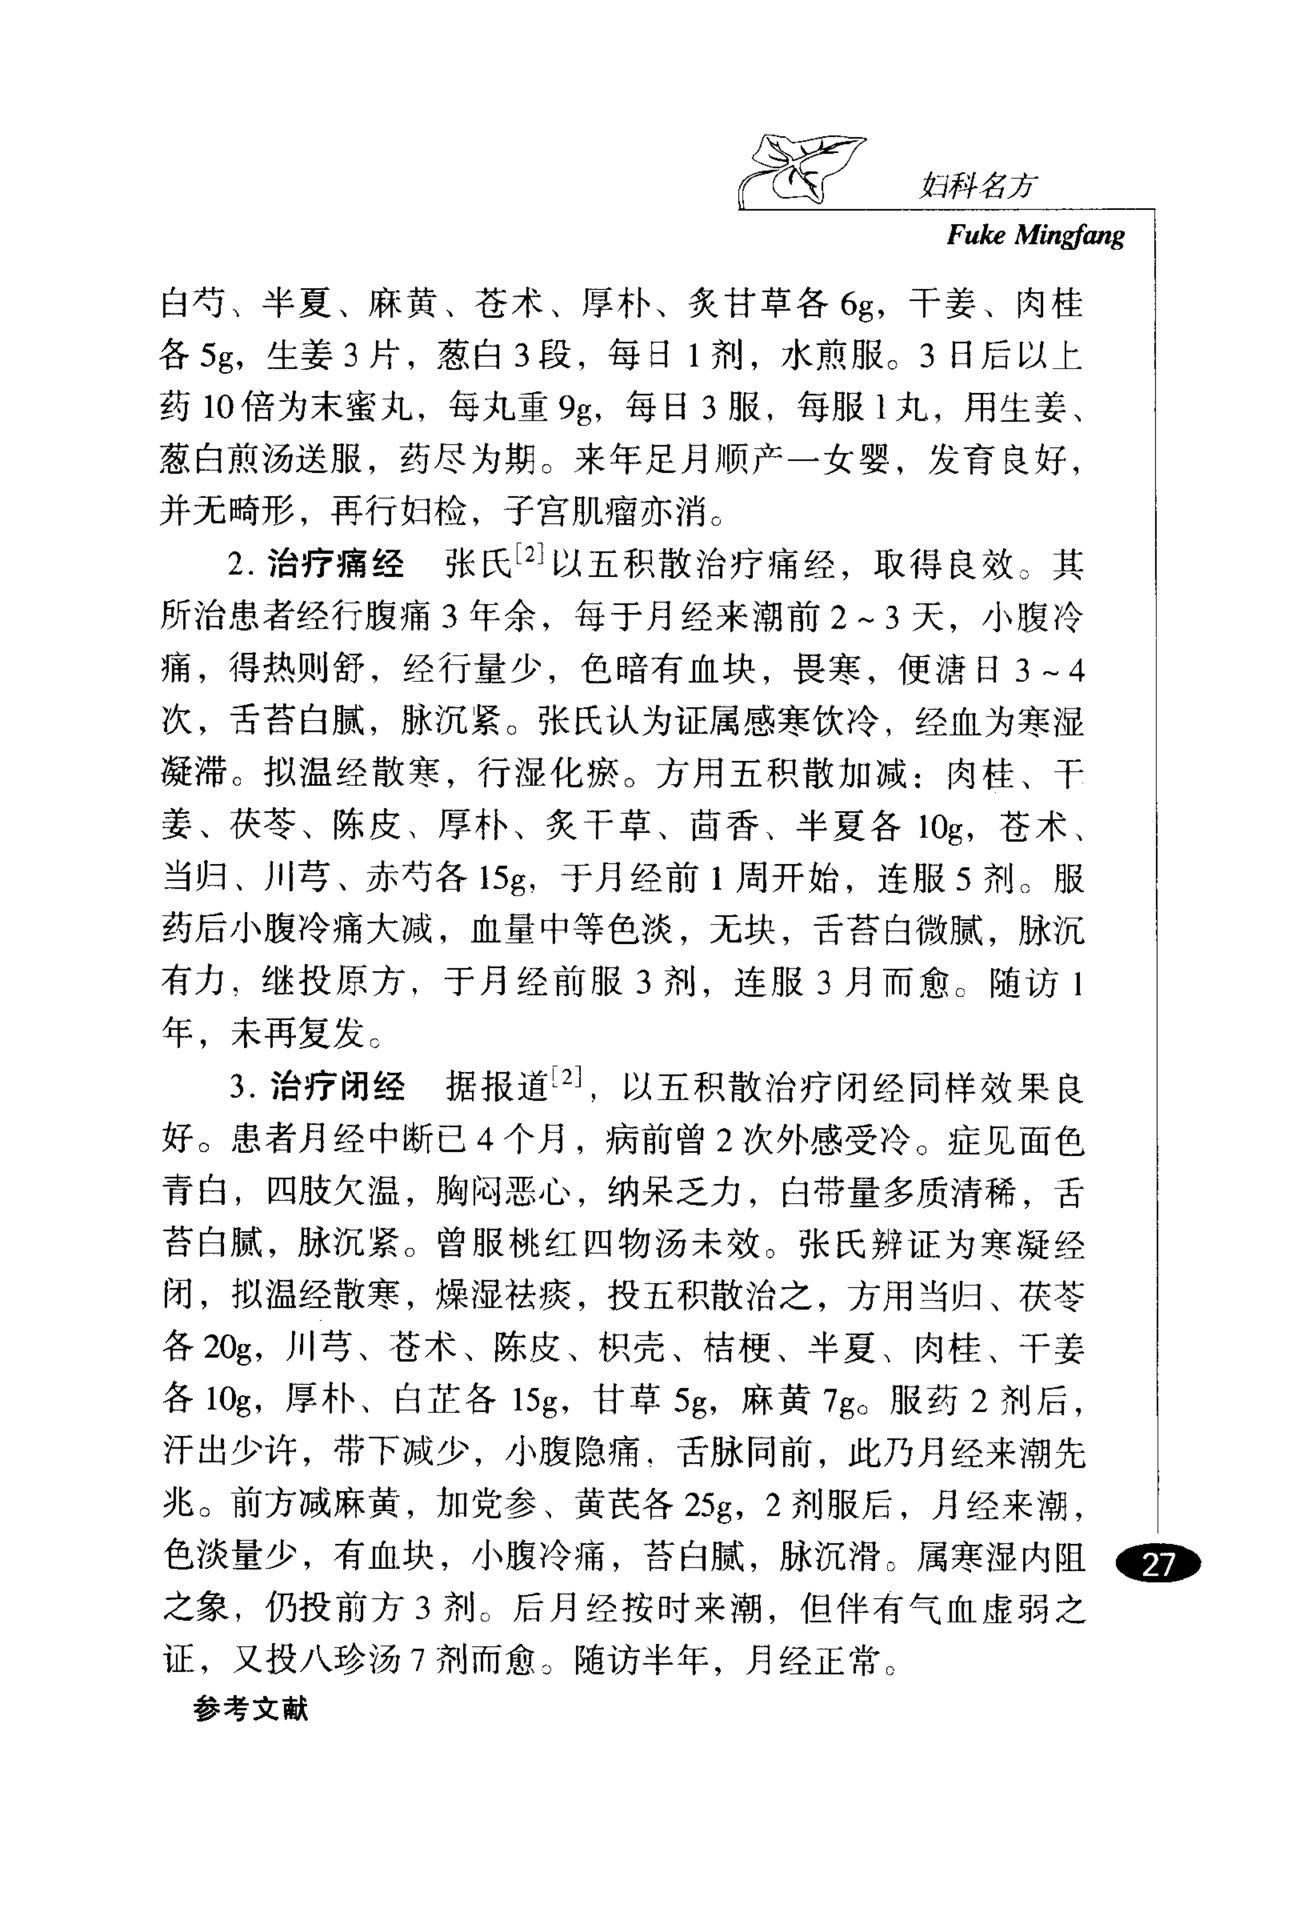 妇科名方
Fuke Mingfang
白芍、半夏、麻黄、苍术、厚朴、炙甘草各 6g，干姜、肉桂
各 5g，生姜 3 片，葱白 3 段，每日 1 剂，水煎服。3 日后以上
药 10 倍为末蜜丸，每丸重 9g，每日 3 服，每服 1 丸，用生姜、
葱白煎汤送服，药尽为期。来年足月顺产一女婴，发育良好，
并无畸形，再行妇检，子宫肌瘤亦消。
2. 治疗痛经　张氏[2]以五积散治疗痛经，取得良效。其
所治患者经行腹痛 3 年余，每于月经来潮前 2～3 天，小腹冷
痛，得热则舒，经行量少，色暗有血块，畏寒，便溏日 3～4
次，舌苔白腻，脉沉紧。张氏认为证属感寒饮冷，经血为寒湿
凝滞。拟温经散寒，行湿化瘀。方用五积散加减：肉桂、干
姜、茯苓、陈皮、厚朴、炙干草、茴香、半夏各 10g，苍术、
当归、川芎、赤芍各 15g，于月经前 1 周开始，连服 5 剂。服
药后小腹冷痛大减，血量中等色淡，无块，舌苔白微腻，脉沉
有力，继投原方，于月经前服 3 剂，连服 3 月而愈。随访 1
年，未再复发。
3. 治疗闭经　据报道[2]，以五积散治疗闭经同样效果良
好。患者月经中断已 4 个月，病前曾 2 次外感受冷。症见面色
青白，四肢欠温，胸闷恶心，纳呆乏力，白带量多质清稀，舌
苔白腻，脉沉紧。曾服桃红四物汤未效。张氏辨证为寒凝经
闭，拟温经散寒，燥湿祛痰，投五积散治之，方用当归、茯苓
各 20g，川芎、苍术、陈皮、枳壳、桔梗、半夏、肉桂、干姜
各 10g，厚朴、白芷各 15g，甘草 5g，麻黄 7g。服药 2 剂后，
汗出少许，带下减少，小腹隐痛，舌脉同前，此乃月经来潮先
兆。前方减麻黄，加党参、黄芪各 25g，2 剂服后，月经来潮，
色淡量少，有血块，小腹冷痛，苔白腻，脉沉滑。属寒湿内阻
之象，仍投前方 3 剂。后月经按时来潮，但伴有气血虚弱之
证，又投八珍汤 7 剂而愈。随访半年，月经正常。
参考文献
27